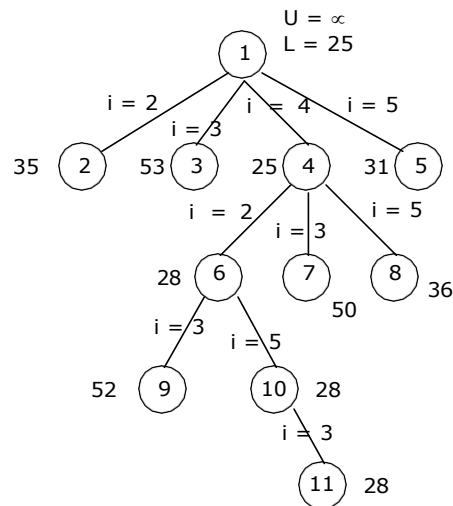 U = ∝
1
L = 25
i = 2
i = 3
i = 4
i = 5
35
2
53
3
25
4
31
5
i = 2
i = 3
i = 5
28
6
7
8
50
36
i = 3
i = 5
52
9
10
28
i = 3
11
28